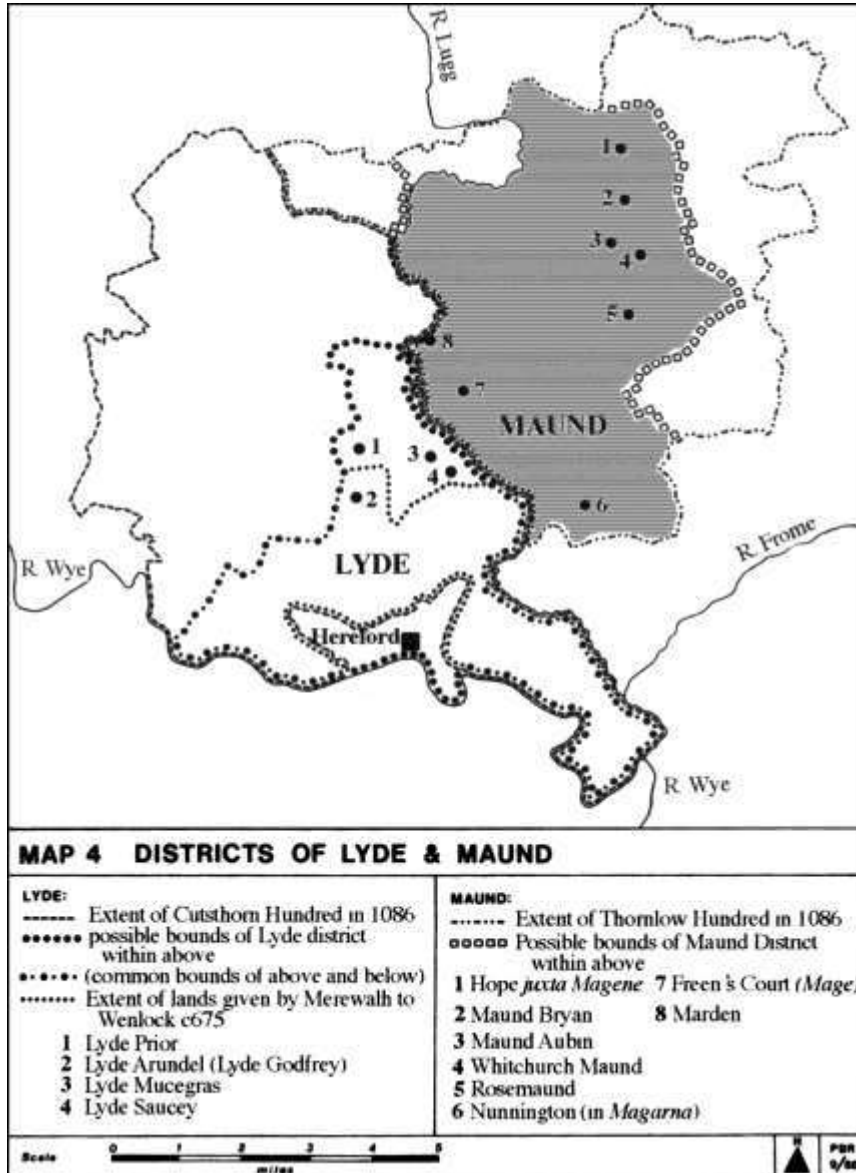 R. Lugg
1
2
3
4
5
8
7
MAUND
1
3
4
2
6
R. Frome
LYDE
R. Wye
Hereford
R. Wye
MAP 4 DISTRICTS OF LYDE & MAUND
LYDE:
Extent of Cutsthorn Hundred in 1086
possible bounds of Lyde district
within above
(common bounds of above and below)
Extent of lands given by Merewalh to
Wenlock c675
1 Lyde Prior
2 Lyde Arundel (Lyde Godfrey)
3 Lyde Mucegras
4 Lyde Saucey
MAUND:
Extent of Thornlow Hundred in 1086
Possible bounds of Maund District
within above
1 Hope juxta Magene 7 Freen's Court (Mage)
2 Maund Bryan 8 Marden
3 Maund Aubin
4 Whitchurch Maund
5 Rosemaund
6 Nunnington (in Magarna)
Scale 0 1 2 3 4 5
miles
N
PBR